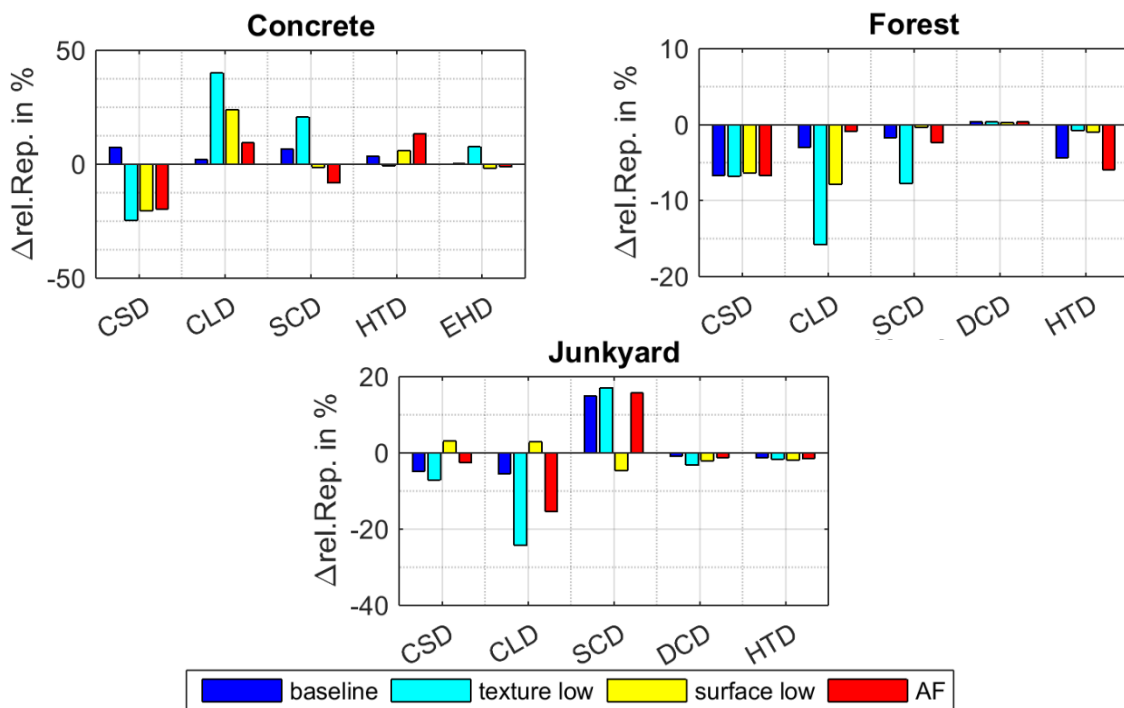 Concrete
50
0
-50
Δrel.Rep. in %
CSD
CLD
SCD
HTD
EHD
Forest
10
0
-10
-20
Δrel.Rep. in %
CSD
CLD
SCD
DCD
HTD
Junkyard
20
0
-20
-40
Δrel.Rep. in %
CSD
CLD
SCD
DCD
HTD
baseline texture low surface low AF